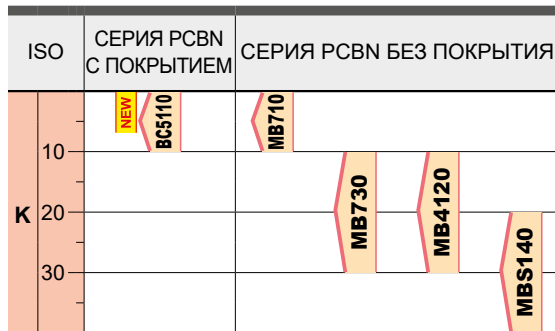 ISO
СЕРИЯ PCBN
С ПОКРЫТИЕМ
СЕРИЯ PCBN БЕЗ ПОКРЫТИЯ
K
10
20
30
NEW
BC5110
MB710
MB730
MB4120
MBS140